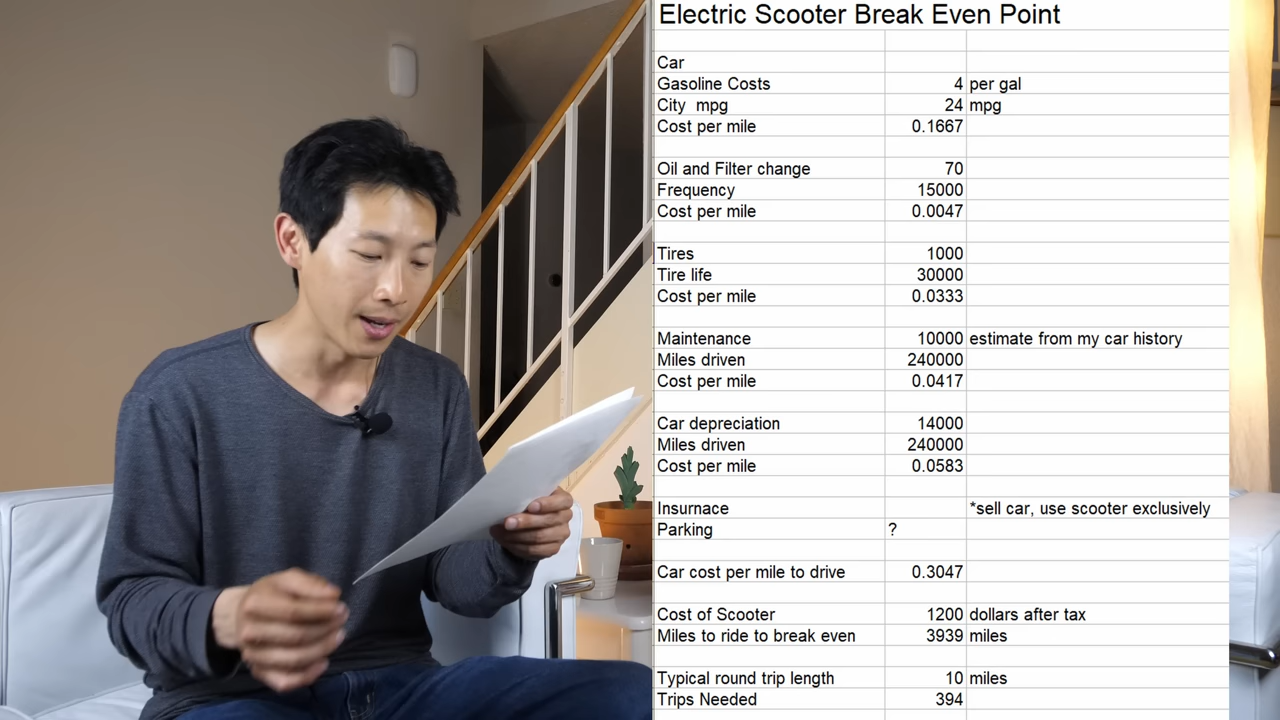 Electric Scooter Break Even Point
Car
Gasoline Costs 4 per gal
City mpg 24 mpg
Cost per mile 0.1667
Oil and Filter change 70
Frequency 15000
Cost per mile 0.0047
Tires 1000
Tire life 30000
Cost per mile 0.0333
Maintenance 10000 estimate from my car history
Miles driven 240000
Cost per mile 0.0417
Car depreciation 14000
Miles driven 240000
Cost per mile 0.0583
Insurnace *sell car, use scooter exclusively
Parking ?
Car cost per mile to drive 0.3047
Cost of Scooter 1200 dollars after tax
Miles to ride to break even 3939 miles
Typical round trip length 10 miles
Trips Needed 394